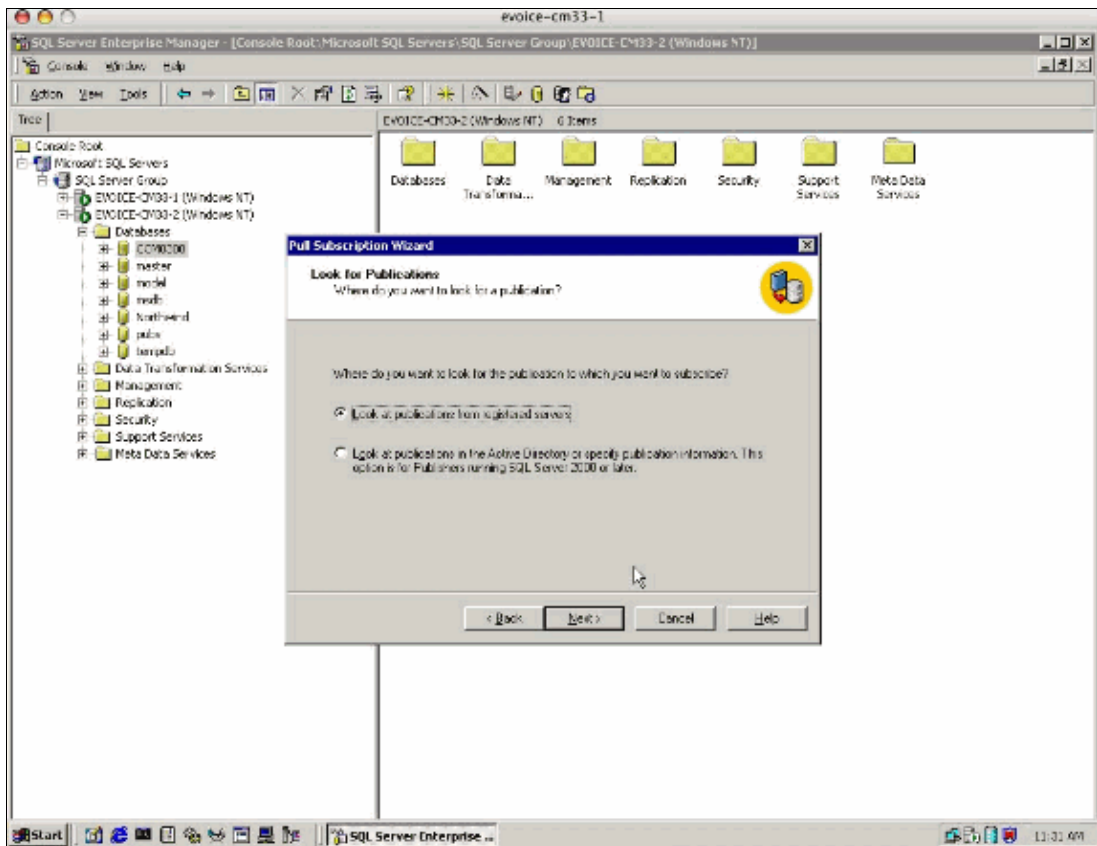 evoice-cm33-1
SQL Server Enterprise Manager - [Console Root\Microsoft SQL Servers\SQL Server Group\EVOICE-CM33-2 (Windows NT)]
Console Window Help
Action View Tools
Tree
EVOICE-CM33-2 (Windows NT) 6 Items
Console Root
Microsoft SQL Servers
SQL Server Group
EVOICE-CM33-1 (Windows NT)
EVOICE-CM33-2 (Windows NT)
Databases
CCM0300
master
model
msdb
Northwind
pubs
tempdb
Data Transformation Services
Management
Replication
Security
Support Services
Meta Data Services
Databases
Data Transforma...
Management
Replication
Security
Support Services
Meta Data Services
Pull Subscription Wizard
Look for Publications
Where do you want to look for a publication?
Where do you want to look for the publication to which you want to subscribe?
Look at publications from registered servers
Look at publications in the Active Directory or specify publication information. This
option is for Publishers running SQL Server 2000 or later.
< Back Next > Cancel Help
Start
SQL Server Enterprise ...
11:31 AM